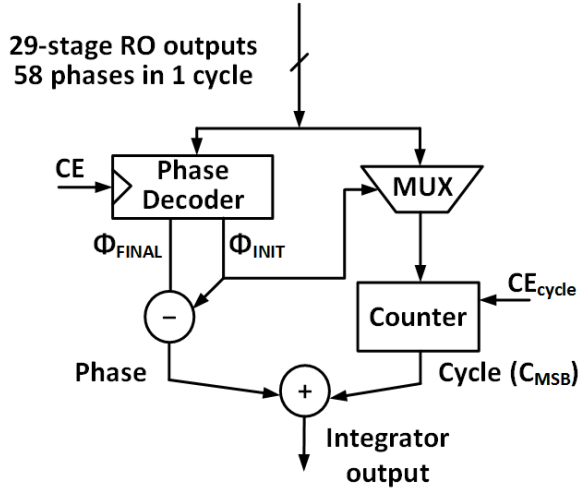 29-stage RO outputs
58 phases in 1 cycle
CE
Phase
Decoder
MUX
ΦFINAL
ΦINIT
CEcycle
−
Counter
Phase
Cycle (CMSB)
+
Integrator
output